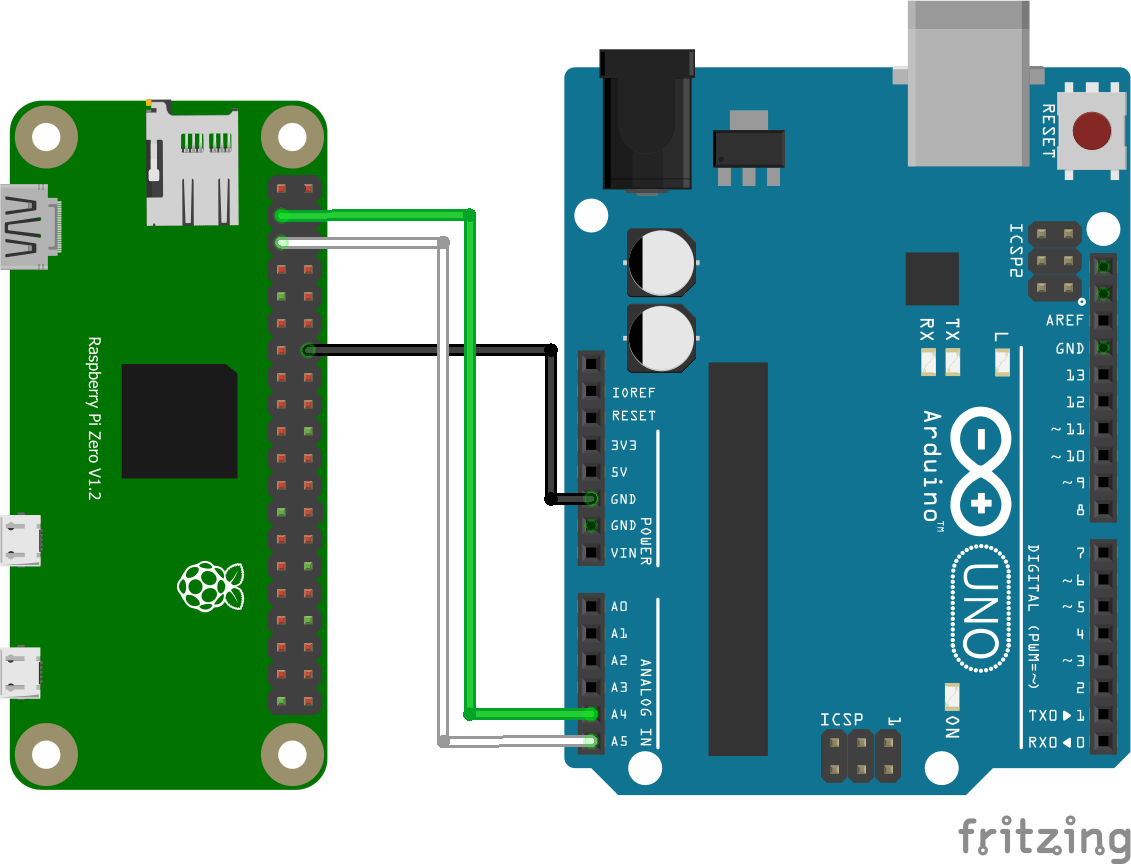 Raspberry Pi Zero V1.2
RESET
ICSP2
RX
TX
L
AREF
GND
13
12
~11
~10
~9
8
IOREF
RESET
3V3
5V
GND
GND
VIN
POWER
Arduino™
UNO
DIGITAL (PWM=~)
7
~6
~5
4
~3
2
TX0▶1
RX0◀0
A0
A1
A2
A3
A4
A5
ANALOG IN
ICSP
1
ON
fritzing